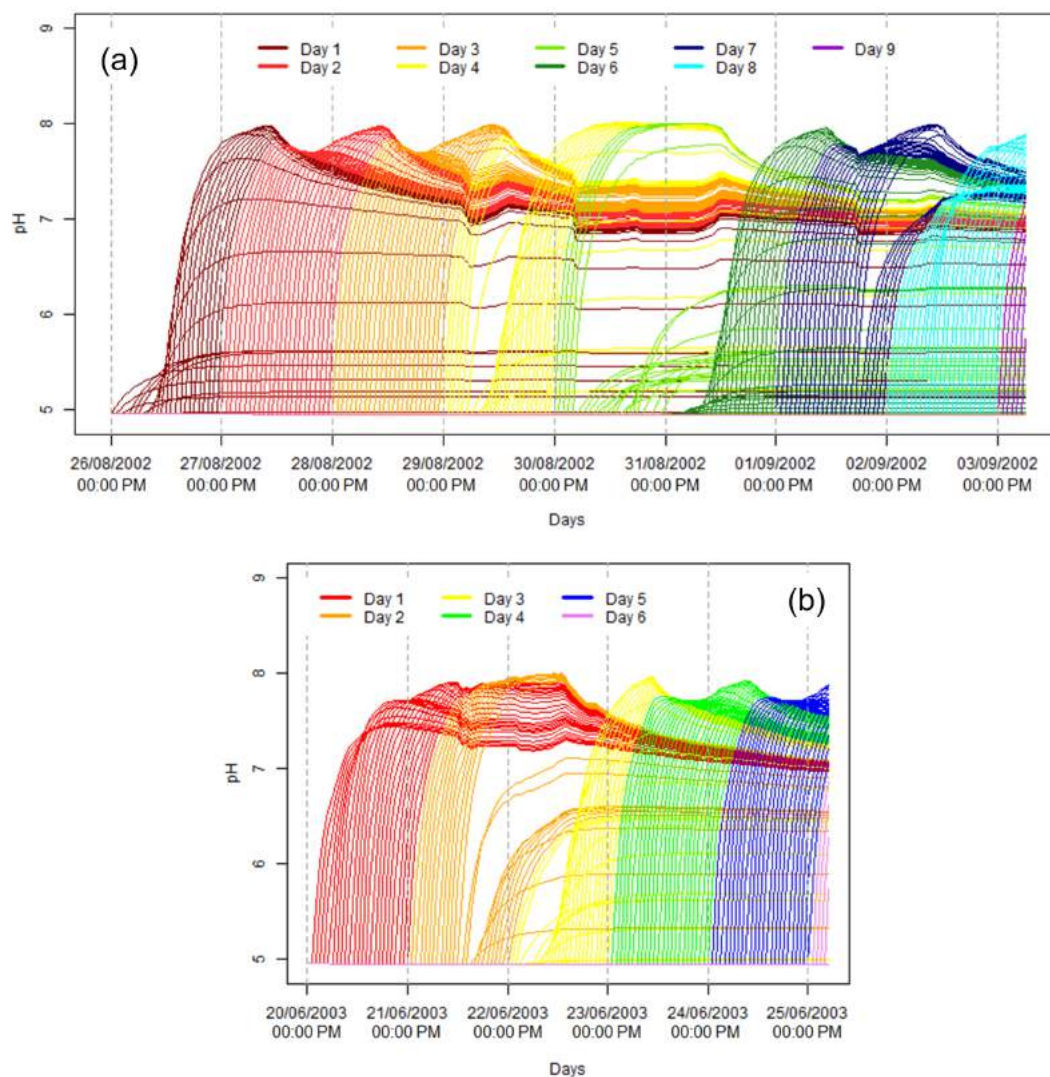 (a)
Day 1 Day 3 Day 5 Day 7 Day 9
Day 2 Day 4 Day 6 Day 8
9
8
7
6
5
pH
26/08/2002 27/08/2002 28/08/2002 29/08/2002 30/08/2002 31/08/2002 01/09/2002 02/09/2002 03/09/2002
00:00 PM 00:00 PM 00:00 PM 00:00 PM 00:00 PM 00:00 PM 00:00 PM 00:00 PM 00:00 PM
Days
(b)
Day 1 Day 3 Day 5
Day 2 Day 4 Day 6
9
8
7
6
5
pH
20/06/2003 21/06/2003 22/06/2003 23/06/2003 24/06/2003 25/06/2003
00:00 PM 00:00 PM 00:00 PM 00:00 PM 00:00 PM 00:00 PM
Days